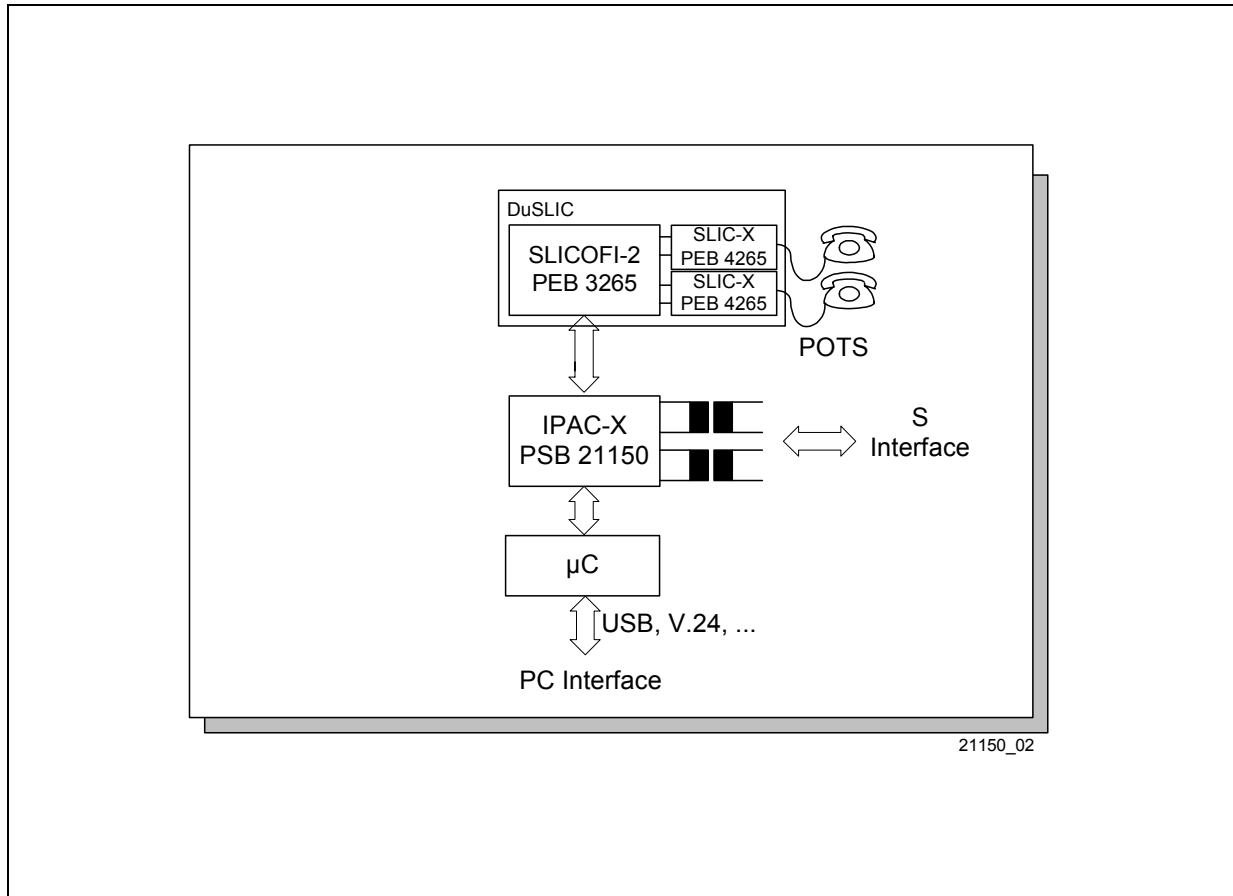 DuSLIC
SLICOFI-2
PEB 3265
SLIC-X
PEB 4265
SLIC-X
PEB 4265
POTS
IPAC-X
PSB 21150
S
Interface
µC
USB, V.24, ...
PC Interface
21150_02